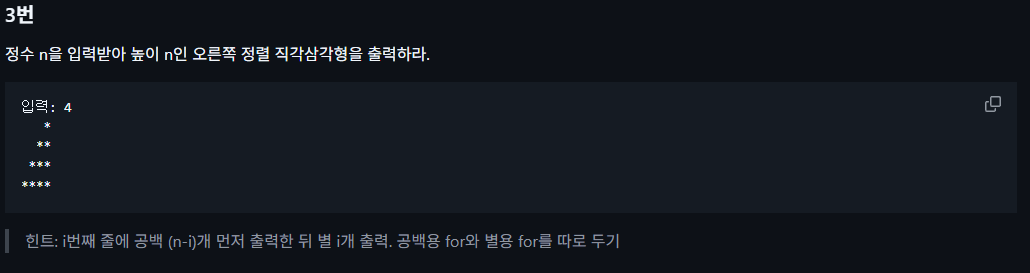 3번
정수 n을 입력받아 높이 n인 오른쪽 정렬 직각삼각형을 출력하라.
입력: 4
   *
  **
 ***
****
힌트: i번째 줄에 공백 (n-i)개 먼저 출력한 뒤 별 i개 출력. 공백용 for와 별용 for를 따로 두기